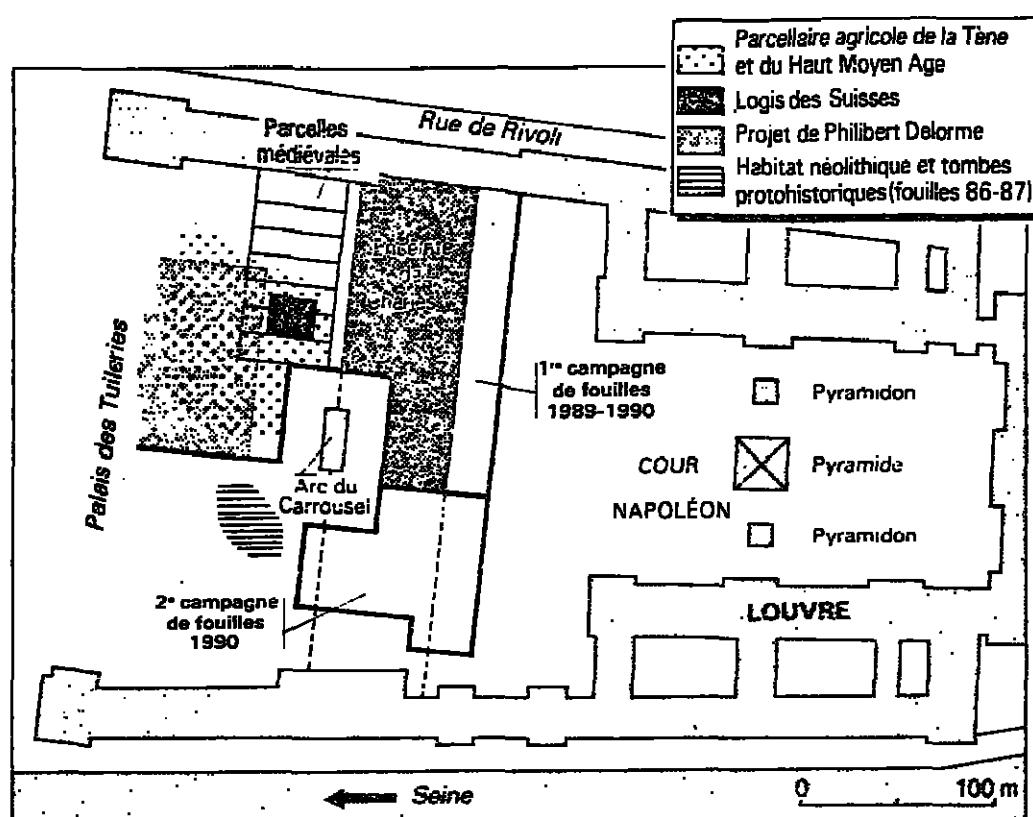 Parcellaire agricole de la Tène
et du Haut Moyen Age
Logis des Suisses
Projet de Philibert Delorme
Habitat néolithique et tombes
protohistoriques (fouilles 86-87)
Rue de Rivoli
Parcelles
médiévales
1re campagne
de fouilles
1989-1990
Palais des Tuileries
Arc du
Carrousel
COUR
NAPOLÉON
Pyramidon
Pyramide
Pyramidon
2e campagne
de fouilles
1990
LOUVRE
Seine
0 100 m